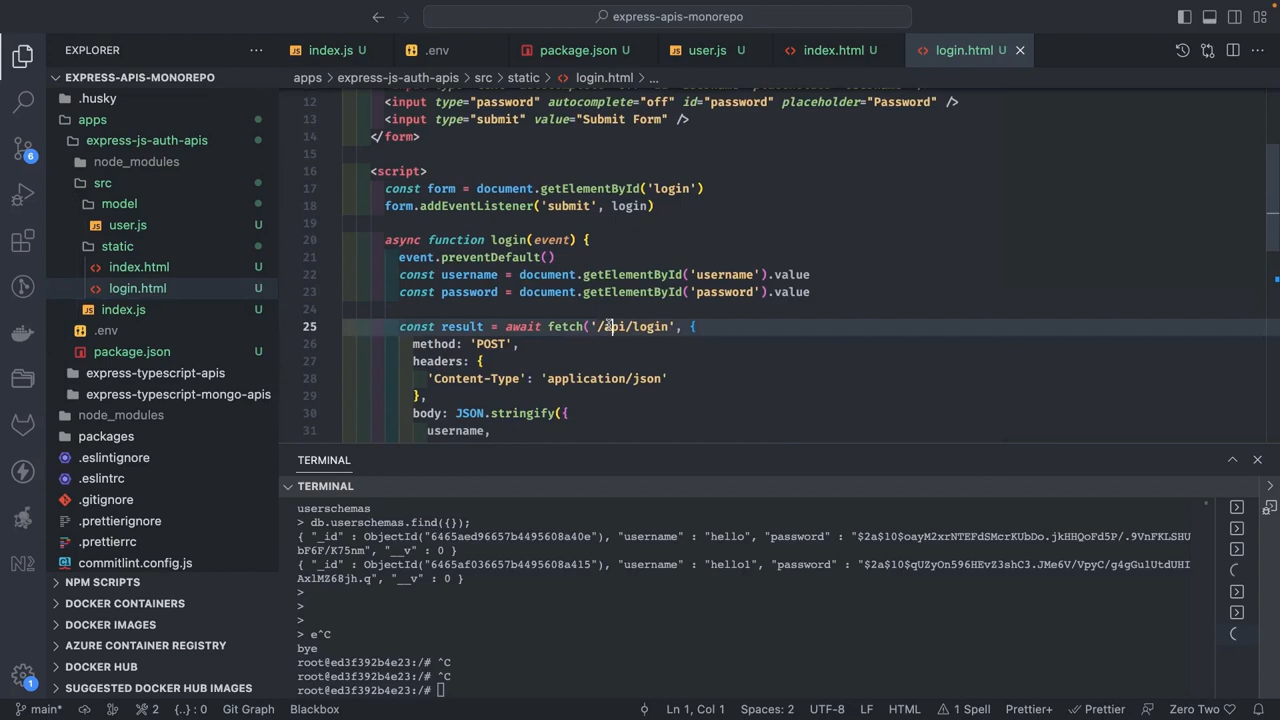 express-apis-monorepo
EXPLORER
index.js U
.env
package.json U
user.js U
index.html U
login.html U
apps > express-js-auth-apis > src > static > login.html > ...
EXPRESS-APIS-MONOREPO
.husky
apps
express-js-auth-apis
node_modules
src
model
user.js U
static
index.html U
login.html U
index.js U
.env
package.json U
express-typescript-apis
express-typescript-mongo-apis
node_modules
packages
.eslintignore
.eslintrc
.gitignore
.prettierignore
.prettierrc
commitlint.config.js
NPM SCRIPTS
DOCKER CONTAINERS
DOCKER IMAGES
AZURE CONTAINER REGISTRY
DOCKER HUB
SUGGESTED DOCKER HUB IMAGES
6
1
12 <input type="password" autocomplete="off" id="password" placeholder="Password" />
13 <input type="submit" value="Submit Form" />
14 </form>
15
16 <script>
17 const form = document.getElementById('login')
18 form.addEventListener('submit', login)
19
20 async function login(event) {
21 event.preventDefault()
22 const username = document.getElementById('username').value
23 const password = document.getElementById('password').value
24
25 const result = await fetch('/api/login', {
26 method: 'POST',
27 headers: {
28 'Content-Type': 'application/json'
29 },
30 body: JSON.stringify({
31 username,
TERMINAL
TERMINAL
userschemas
> db.userschemas.find({});
{ "_id" : ObjectId("6465aed96657b4495608a40e"), "username" : "hello", "password" : "$2a$10$oayM2xrNTEFdSMcrKUbDo.jkHHQoFd5P/.9VnFKLSHU
bF6F/K75nm", "__v" : 0 }
{ "_id" : ObjectId("6465af036657b4495608a415"), "username" : "hello1", "password" : "$2a$10$qUZyOn596HEvZ3shC3.JMe6V/VpyC/g4gGu1UtdUHI
AxlMZ68jh.q", "__v" : 0 }
>
>
>
> e^C
bye
root@ed3f392b4e23:/# ^C
root@ed3f392b4e23:/# ^C
root@ed3f392b4e23:/#
main*
2
{..} : 0
Git Graph
Blackbox
Ln 1, Col 1
Spaces: 2
UTF-8
LF
HTML
1 Spell
Prettier+
Prettier
Zero Two